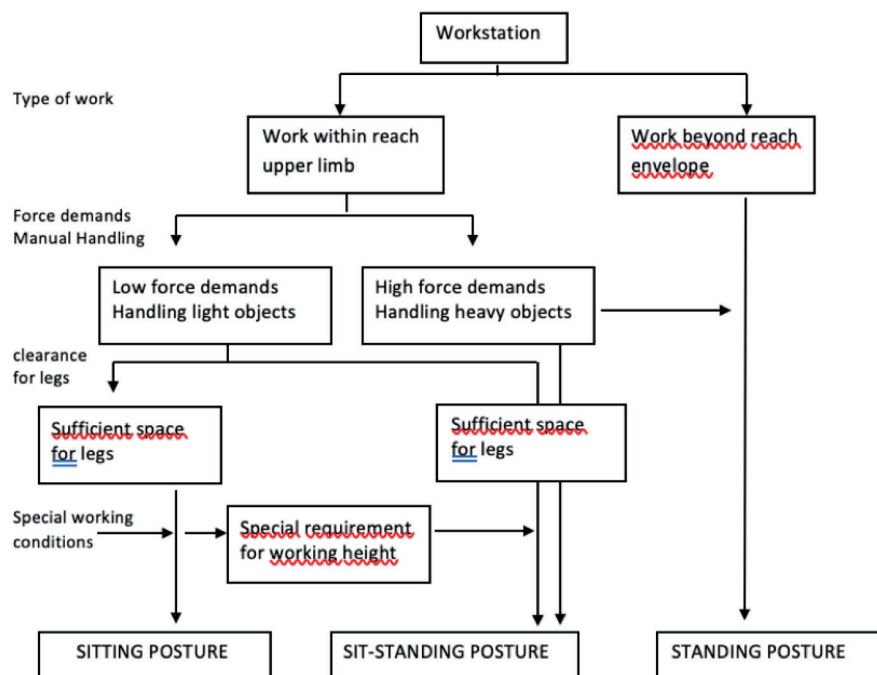 Workstation
Type of work
Work within reach
upper limb
Work beyond reach
envelope
Force demands
Manual Handling
Low force demands
Handling light objects
High force demands
Handling heavy objects
clearance
for legs
Sufficient space
for legs
Sufficient space
for legs
Special working
conditions
Special requirement
for working height
SITTING POSTURE
SIT-STANDING POSTURE
STANDING POSTURE